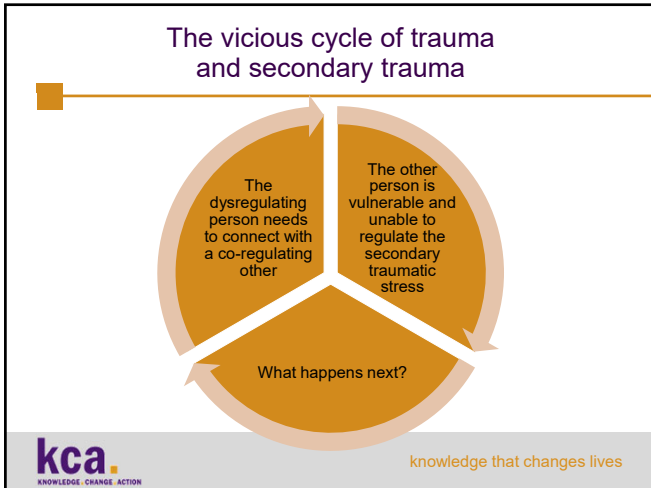 The vicious cycle of trauma
and secondary trauma
The
dysregulating
person needs
to connect with
a co-regulating
other
The other
person is
vulnerable and
unable to
regulate the
secondary
traumatic
stress
What happens next?
kca.
KNOWLEDGE.CHANGE.ACTION
knowledge that changes lives